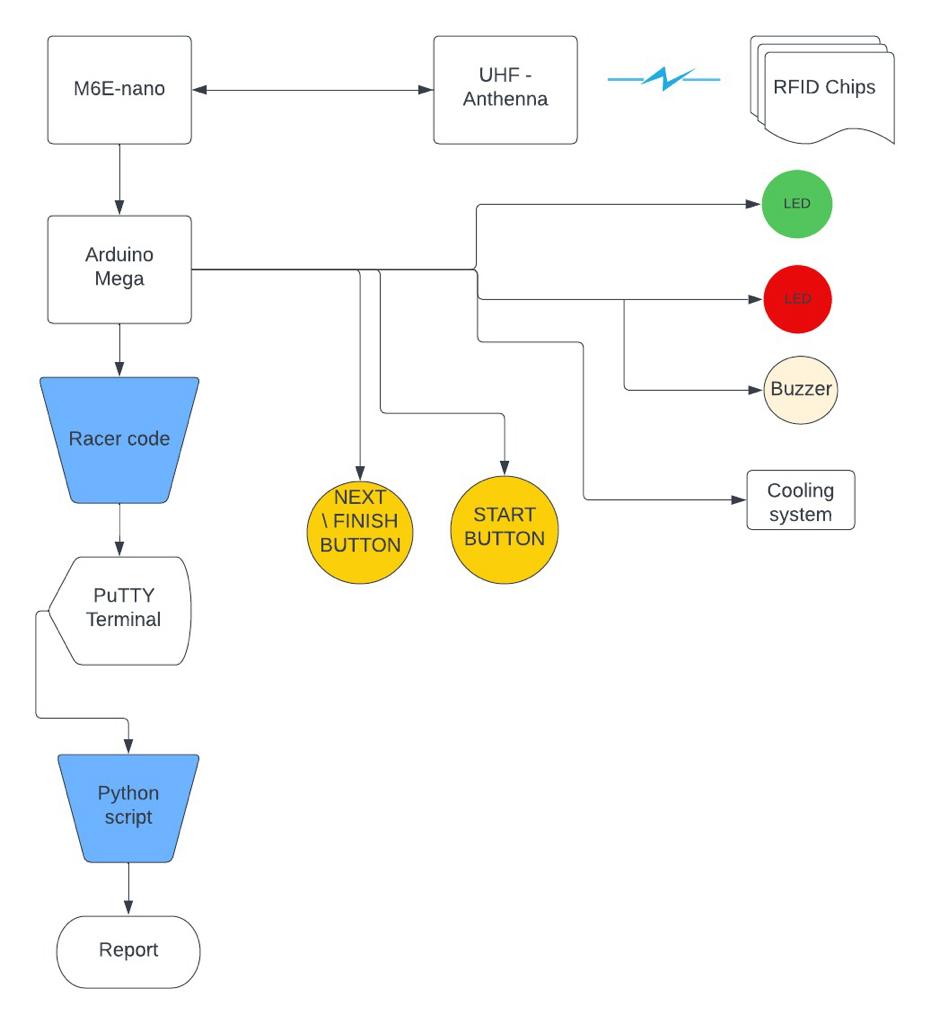 M6E-nano
UHF -
Anthenna
RFID Chips
LED
Arduino
Mega
LED
Buzzer
Racer code
NEXT
\ FINISH
BUTTON
START
BUTTON
Cooling
system
PuTTY
Terminal
Python
script
Report